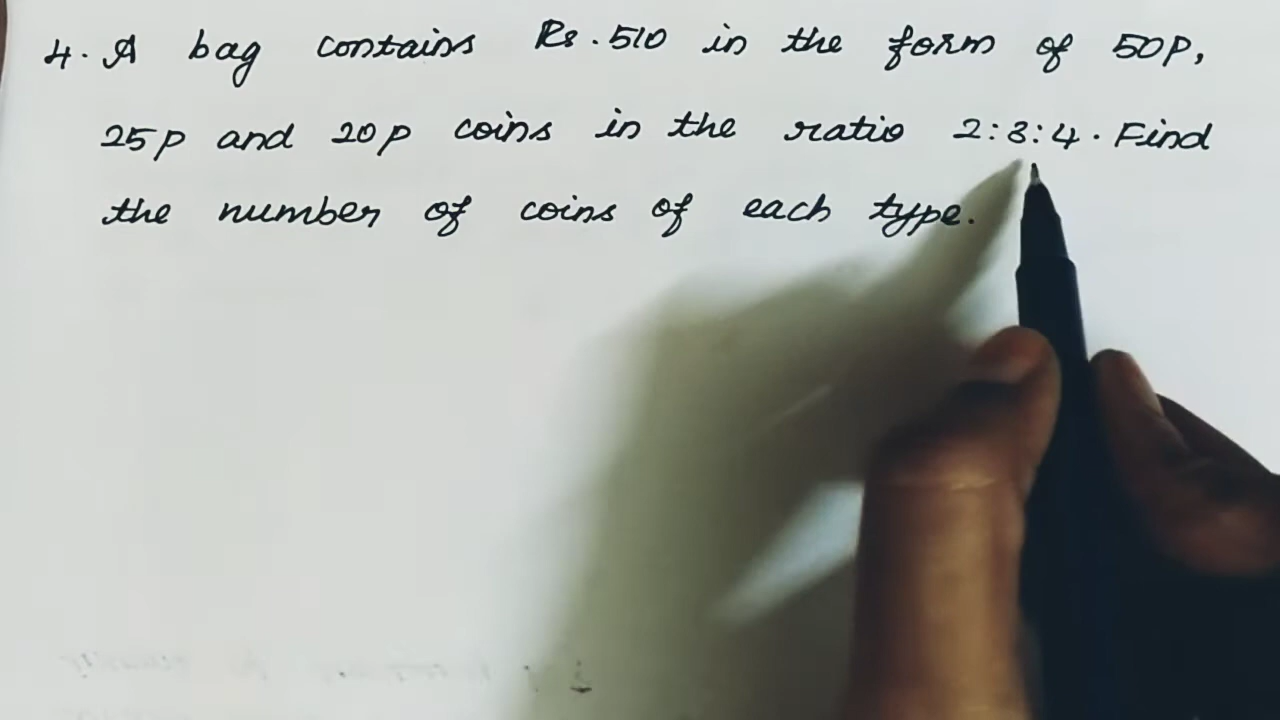 4. A bag contains Rs. 510 in the form of 50P,
25p and 20p coins in the ratio 2:3:4. Find
the number of coins of each type.